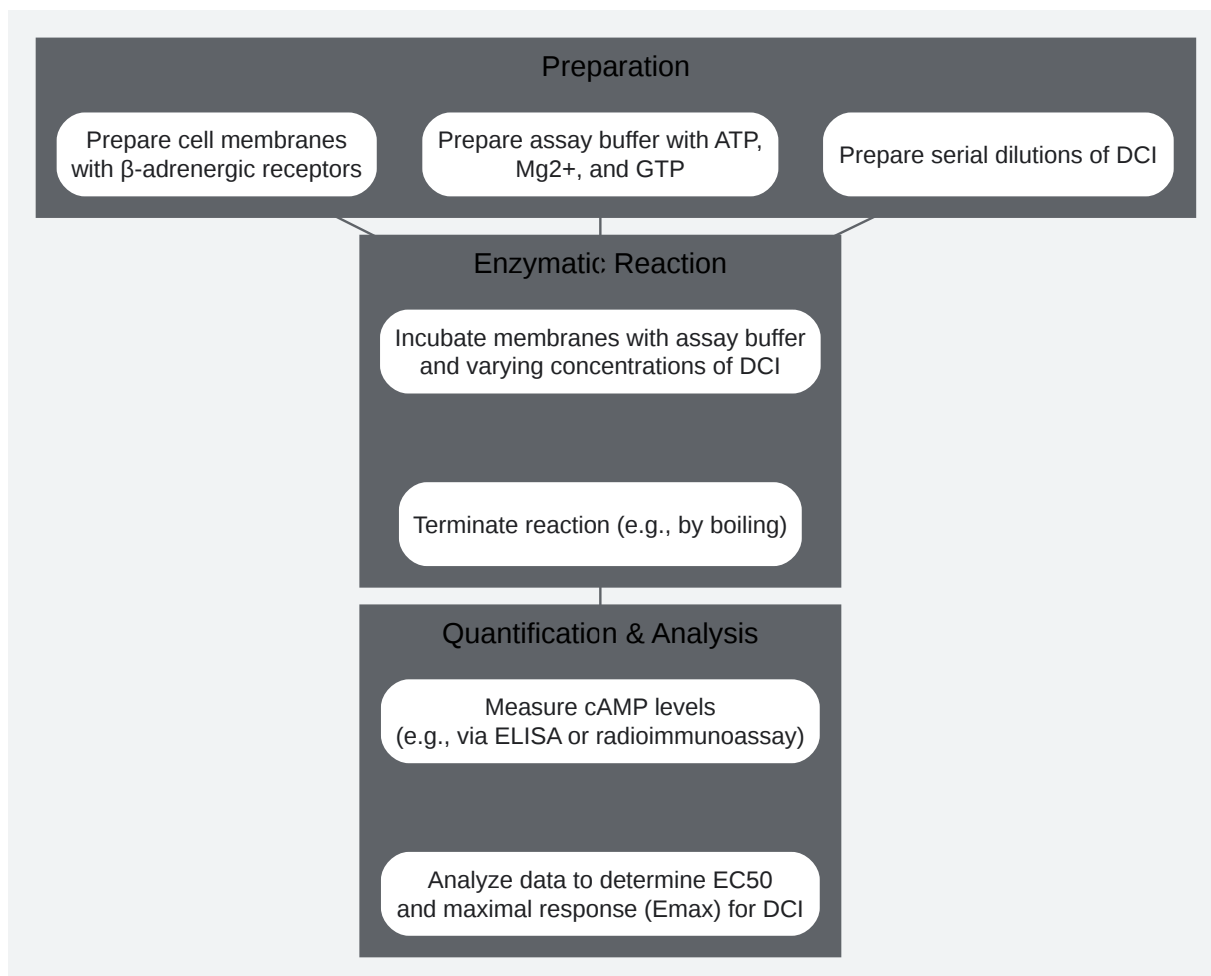 Preparation
Prepare cell membranes
with β-adrenergic receptors
Prepare assay buffer with ATP,
Mg2+, and GTP
Prepare serial dilutions of DCI
Enzymatic Reaction
Incubate membranes with assay buffer
and varying concentrations of DCI
Terminate reaction (e.g., by boiling)
Quantification & Analysis
Measure cAMP levels
(e.g., via ELISA or radioimmunoassay)
Analyze data to determine EC50
and maximal response (Emax) for DCI